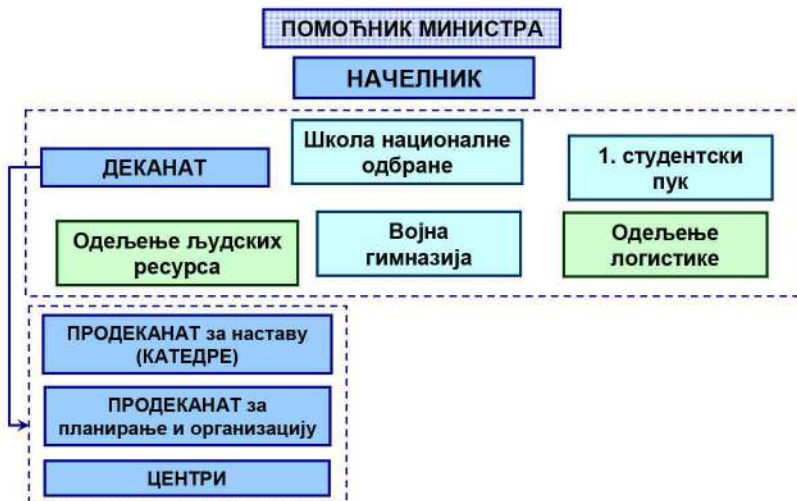 ПОМОЋНИК МИНИСТРА
НАЧЕЛНИК
ДЕКАНАТ
Школа националне
одбране
1. студентски
пук
Одељење људских
ресурса
Војна
гимназија
Одељење
логистике
ПРОДЕКАНАТ за наставу
(КАТЕДРЕ)
ПРОДЕКАНАТ за
планирање и организацију
ЦЕНТРИ